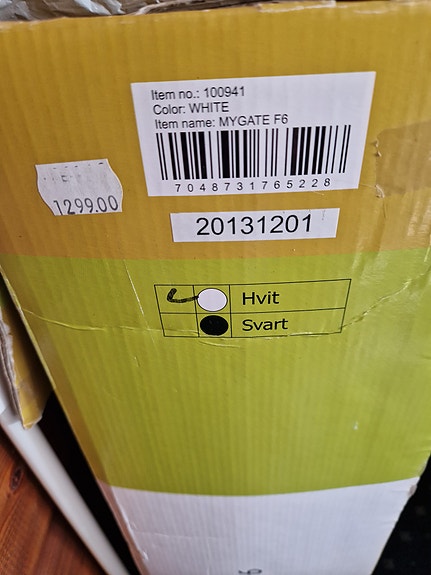 Item no.: 100941
Color: WHITE
Item name: MYGATE F6
7048731765228
1299.00
20131201
Hvit
Svart